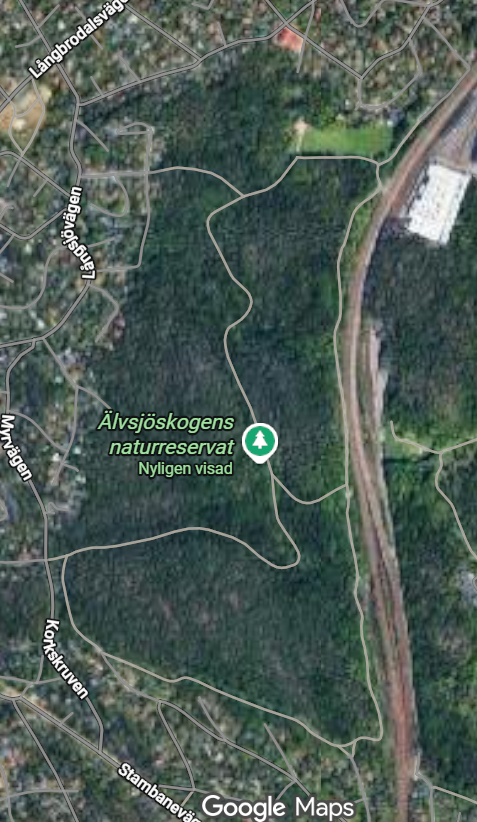 Långbrodalsväge
Långsjövägen
Myrvägen
Älvsjöskogens
naturreservat
Nyligen visad
Korkskruven
Stambanevä
Google Maps